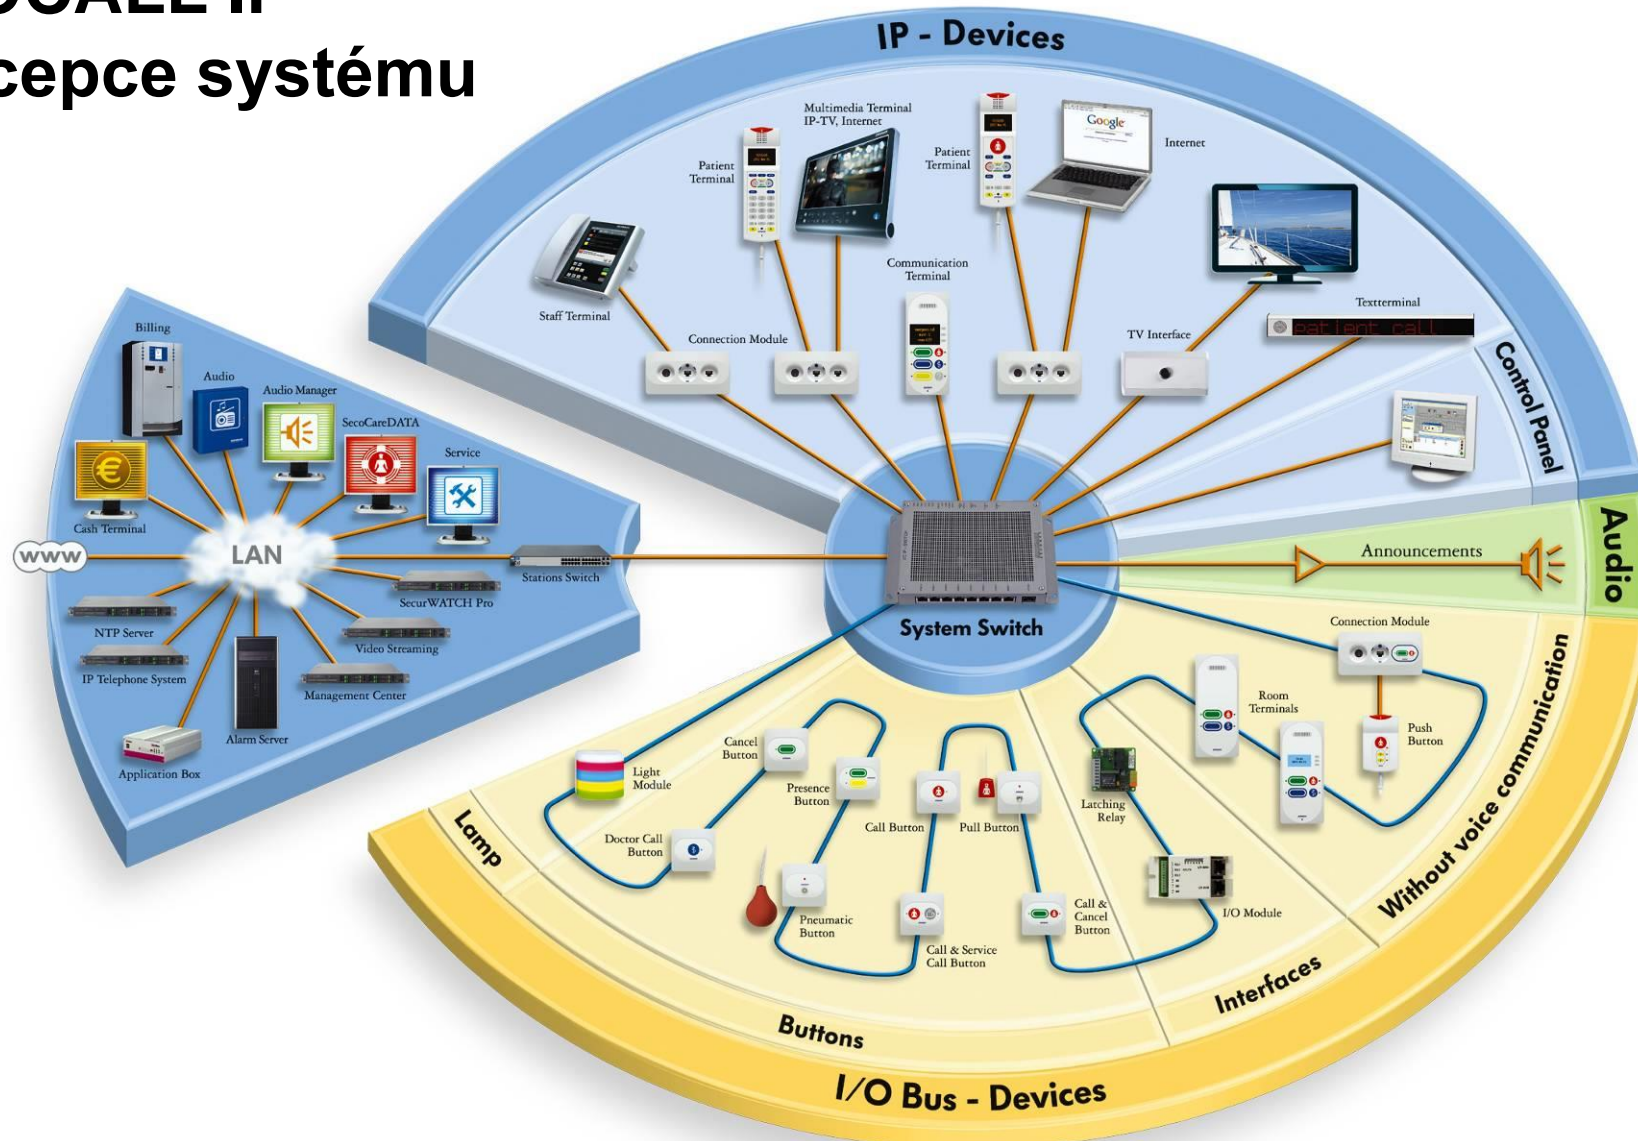 cepce systému
IP - Devices
Multimedia Terminal
IP-TV, Internet
Patient
Terminal
Patient
Terminal
Google
Internet
Communication
Terminal
Staff Terminal
Textterminal
patient call
Connection Module
TV Interface
Control Panel
Billing
Audio
Audio Manager
SecoCareDATA
Service
Cash Terminal
www
LAN
Stations Switch
SecurWATCH Pro
NTP Server
Video Streaming
IP Telephone System
Management Center
Alarm Server
Application Box
System Switch
Announcements
Audio
Connection Module
Room
Terminals
Push
Button
Without voice communication
Cancel
Button
Light
Module
Presence
Button
Call Button
Pull Button
Latching
Relay
Doctor Call
Button
Pneumatic
Button
Call & Service
Call Button
Call &
Cancel
Button
I/O Module
Lamp
Buttons
Interfaces
I/O Bus - Devices